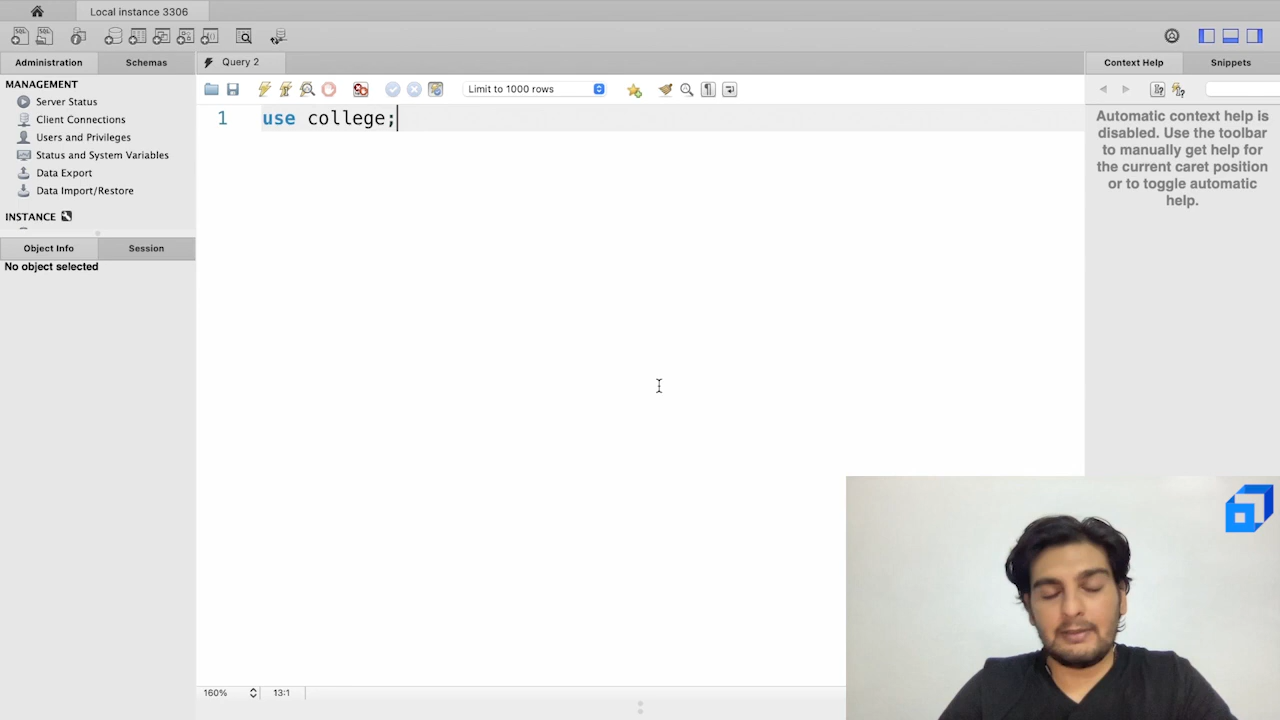 Local instance 3306
Administration
Schemas
Query 2
Context Help
Snippets
MANAGEMENT
Server Status
Client Connections
Users and Privileges
Status and System Variables
Data Export
Data Import/Restore
INSTANCE
Object Info
Session
No object selected
Limit to 1000 rows
1 use college;
160%
13:1
Automatic context help is
disabled. Use the toolbar
to manually get help for
the current caret position
or to toggle automatic
help.